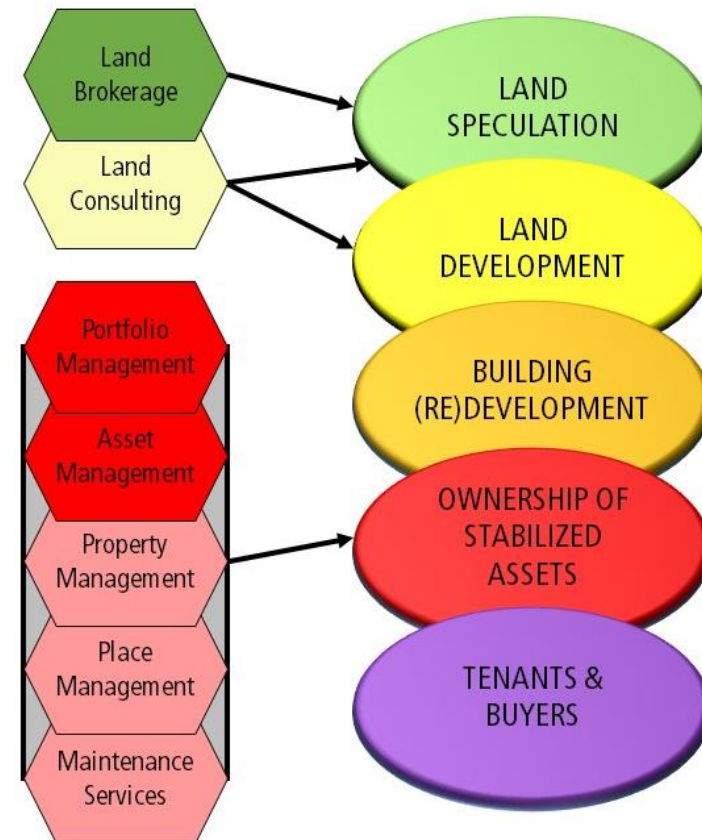 Land
Brokerage
Land
Consulting
Portfolio
Management
Asset
Management
Property
Management
Place
Management
Maintenance
Services
LAND
SPECULATION
LAND
DEVELOPMENT
BUILDING
(RE)DEVELOPMENT
OWNERSHIP OF
STABILIZED
ASSETS
TENANTS &
BUYERS